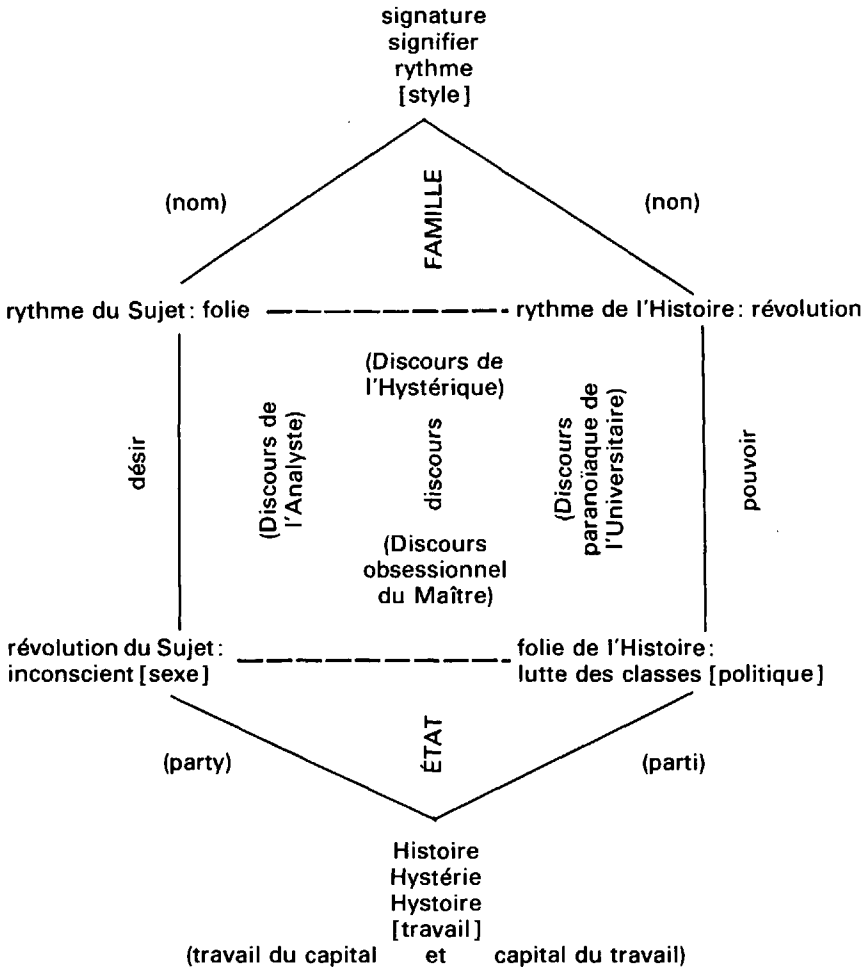 signature
signifier
rythme
[style]
(nom)
FAMILLE
(non)
rythme du Sujet: folie
rythme de l'Histoire: révolution
(Discours de
l'Hystérique)
désir
(Discours de
l'Analyste)
discours
(Discours
paranoïaque de
l'Universitaire)
pouvoir
(Discours
obsessionnel
du Maître)
révolution du Sujet:
inconscient [sexe]
folie de l'Histoire:
lutte des classes [politique]
(party)
ÉTAT
(parti)
Histoire
Hystérie
Hystoire
[travail]
(travail du capital et capital du travail)